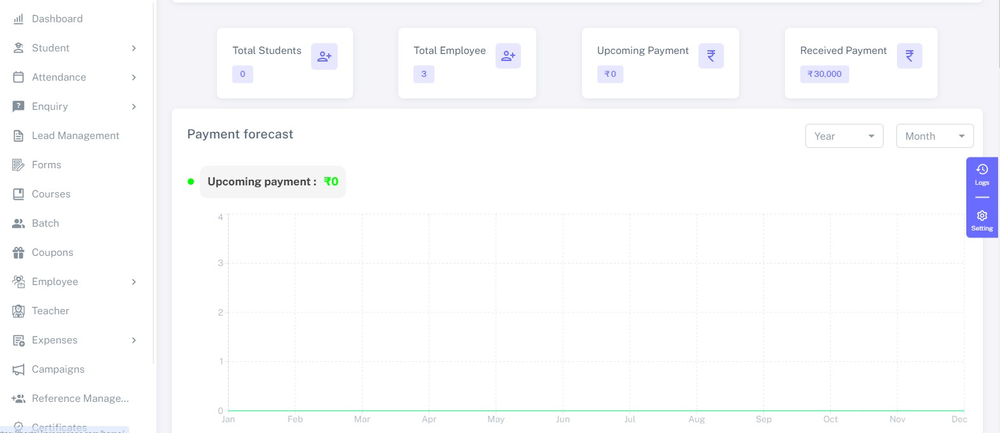 Dashboard
Student
Attendance
Enquiry
Lead Management
Forms
Courses
Batch
Coupons
Employee
Teacher
Expenses
Campaigns
Reference Manage...
Certificates
Total Students
0
Total Employee
3
Upcoming Payment
₹ 0
Received Payment
₹ 30,000
Payment forecast
Year
Month
Upcoming payment : ₹0
Logs
Setting
4
3
2
1
0
Jan Feb Mar Apr May Jun Jul Aug Sep Oct Nov Dec